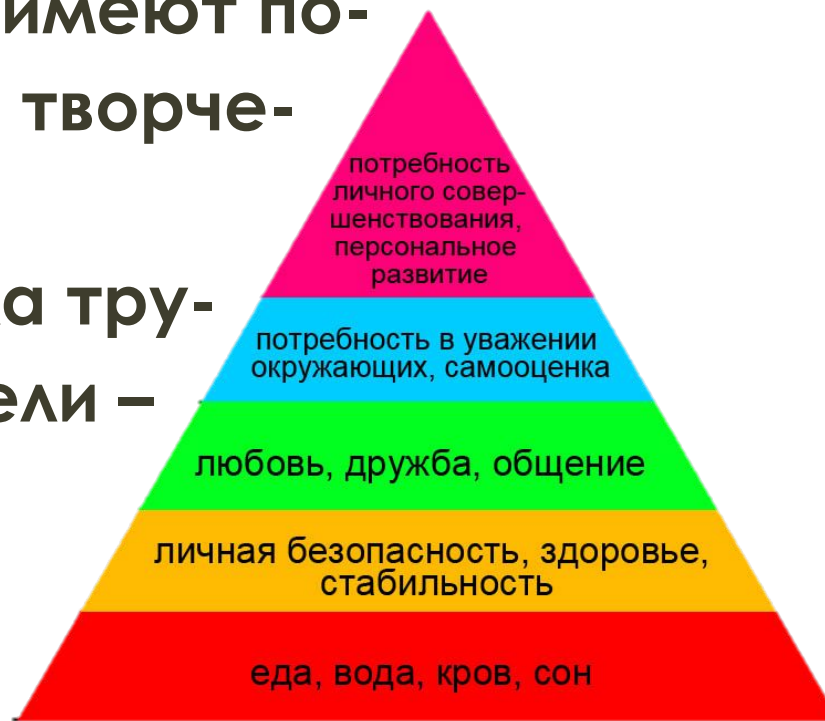 имеют по-
творче-
потребность
личного совер-
шенствования,
персональное
развитие
а тру-
потребность в уважении
окружающих, самооценка
ели –
любовь, дружба, общение
личная безопасность, здоровье,
стабильность
еда, вода, кров, сон